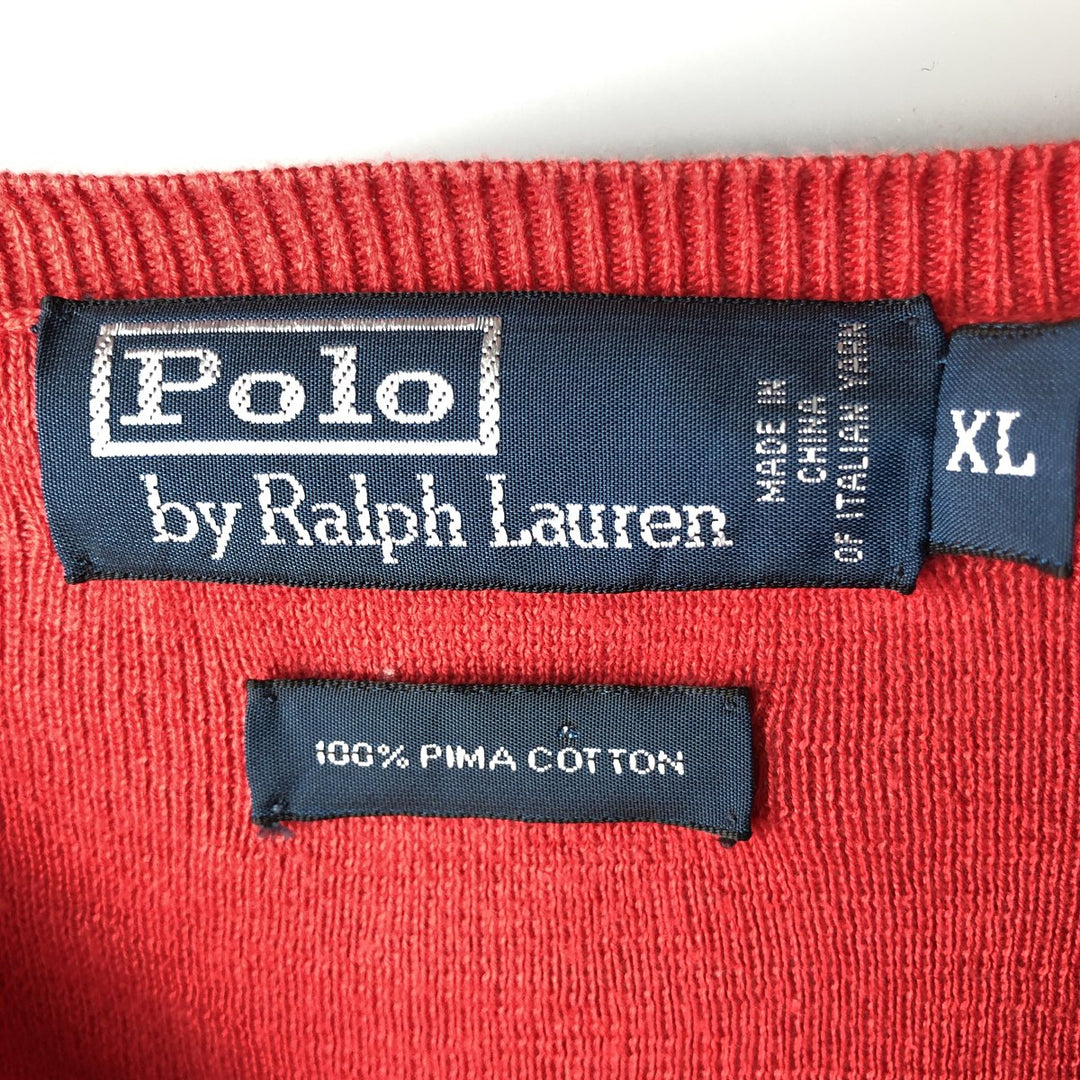 Polo
by Ralph Lauren
MADE IN
CHINA
OF ITALIAN YARN
XL
100% PIMA COTTON